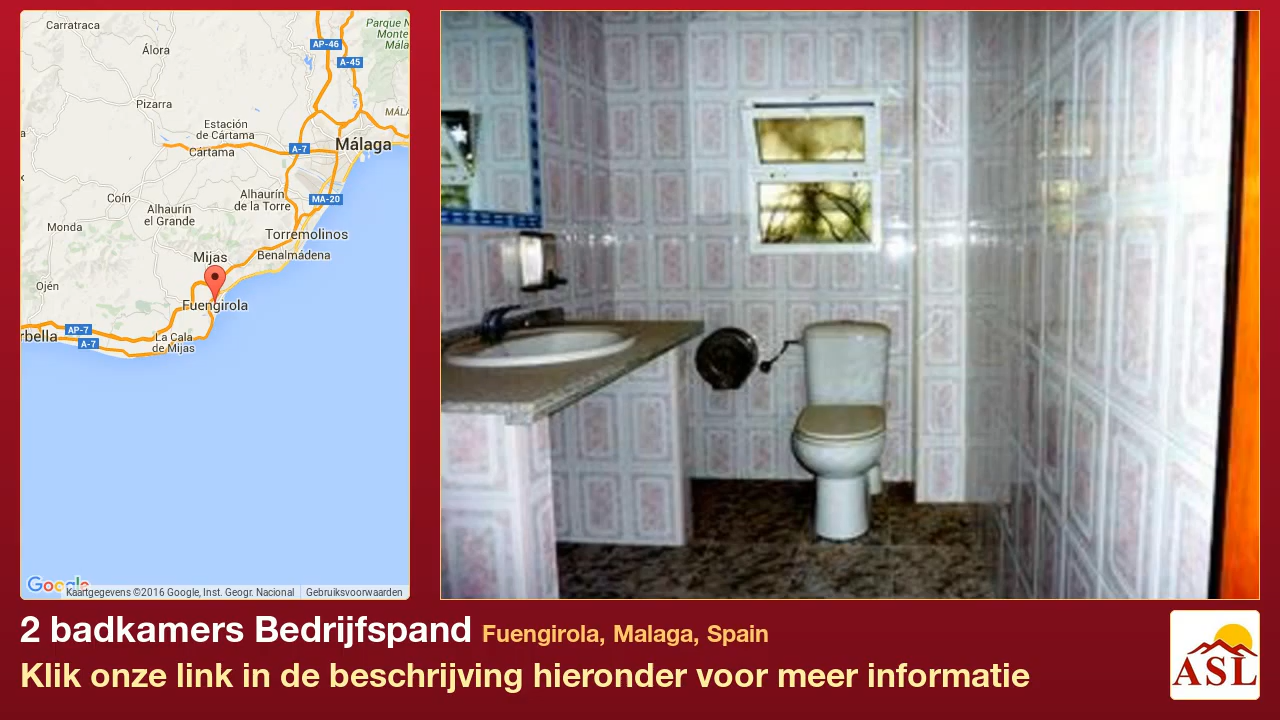 Carratraca
Parque N
Monte
Mála
AP-46
Álora
A-45
Pizarra
MÁLA
Estación
de Cártama
Málaga
A-7
Cártama
Coín
Alhaurín
de la Torre
MA-20
Alhaurín
el Grande
Monda
Torremolinos
Mijas
Benalmádena
Ojén
Fuengirola
AP-7
rbella
La Cala
de Mijas
A-7
Google
Kaartgegevens ©2016 Google, Inst. Geogr. Nacional
Gebruiksvoorwaarden
2 badkamers Bedrijfspand Fuengirola, Malaga, Spain
Klik onze link in de beschrijving hieronder voor meer informatie
ASL